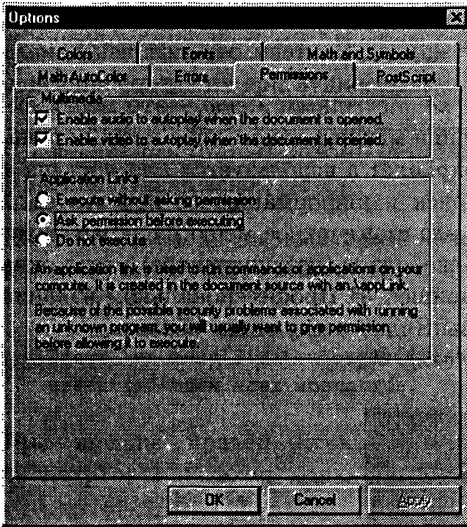 Options
Colors Fonts Math and Symbols
Math AutoColor Errors Permissions PostScript
Multimedia
Enable audio to autoplay when the document is opened.
Enable video to autoplay when the document is opened.
Application Links
Execute without asking permission
Ask permission before executing
Do not execute
An application link is used to run commands or applications on your
computer. It is created in the document source with an \appLink.
Because of the possible security problems associated with running
an unknown program, you will usually want to give permission
before allowing it to execute.
OK Cancel Apply